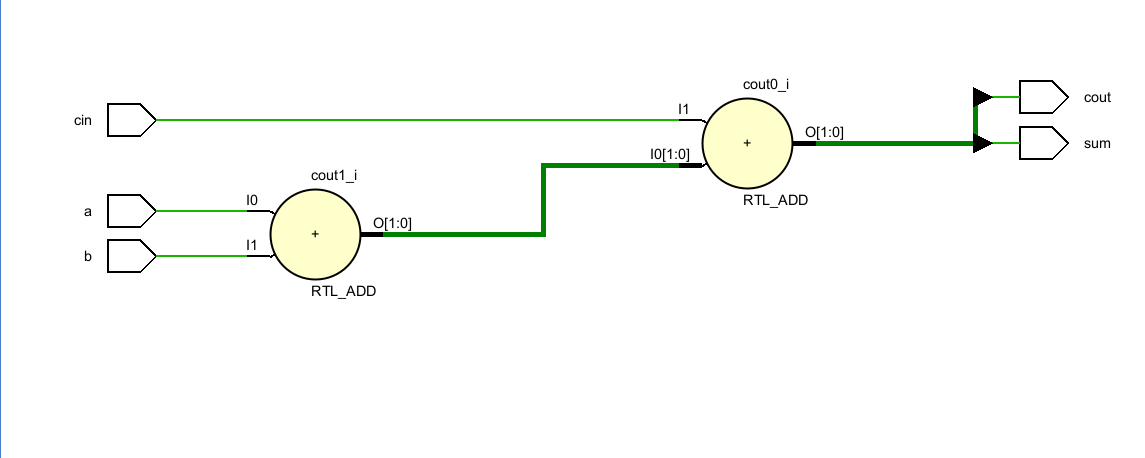 cout0_i
cin
I1
cout
+
O[1:0]
sum
I0[1:0]
RTL_ADD
cout1_i
a
I0
O[1:0]
+
b
I1
RTL_ADD